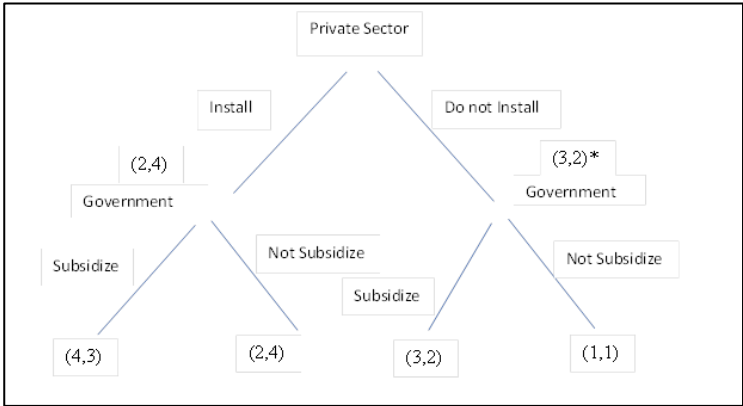 Private Sector
Install
Do not Install
(2,4)
(3,2)*
Government
Government
Subsidize
Not Subsidize
Subsidize
Not Subsidize
(4,3)
(2,4)
(3,2)
(1,1)